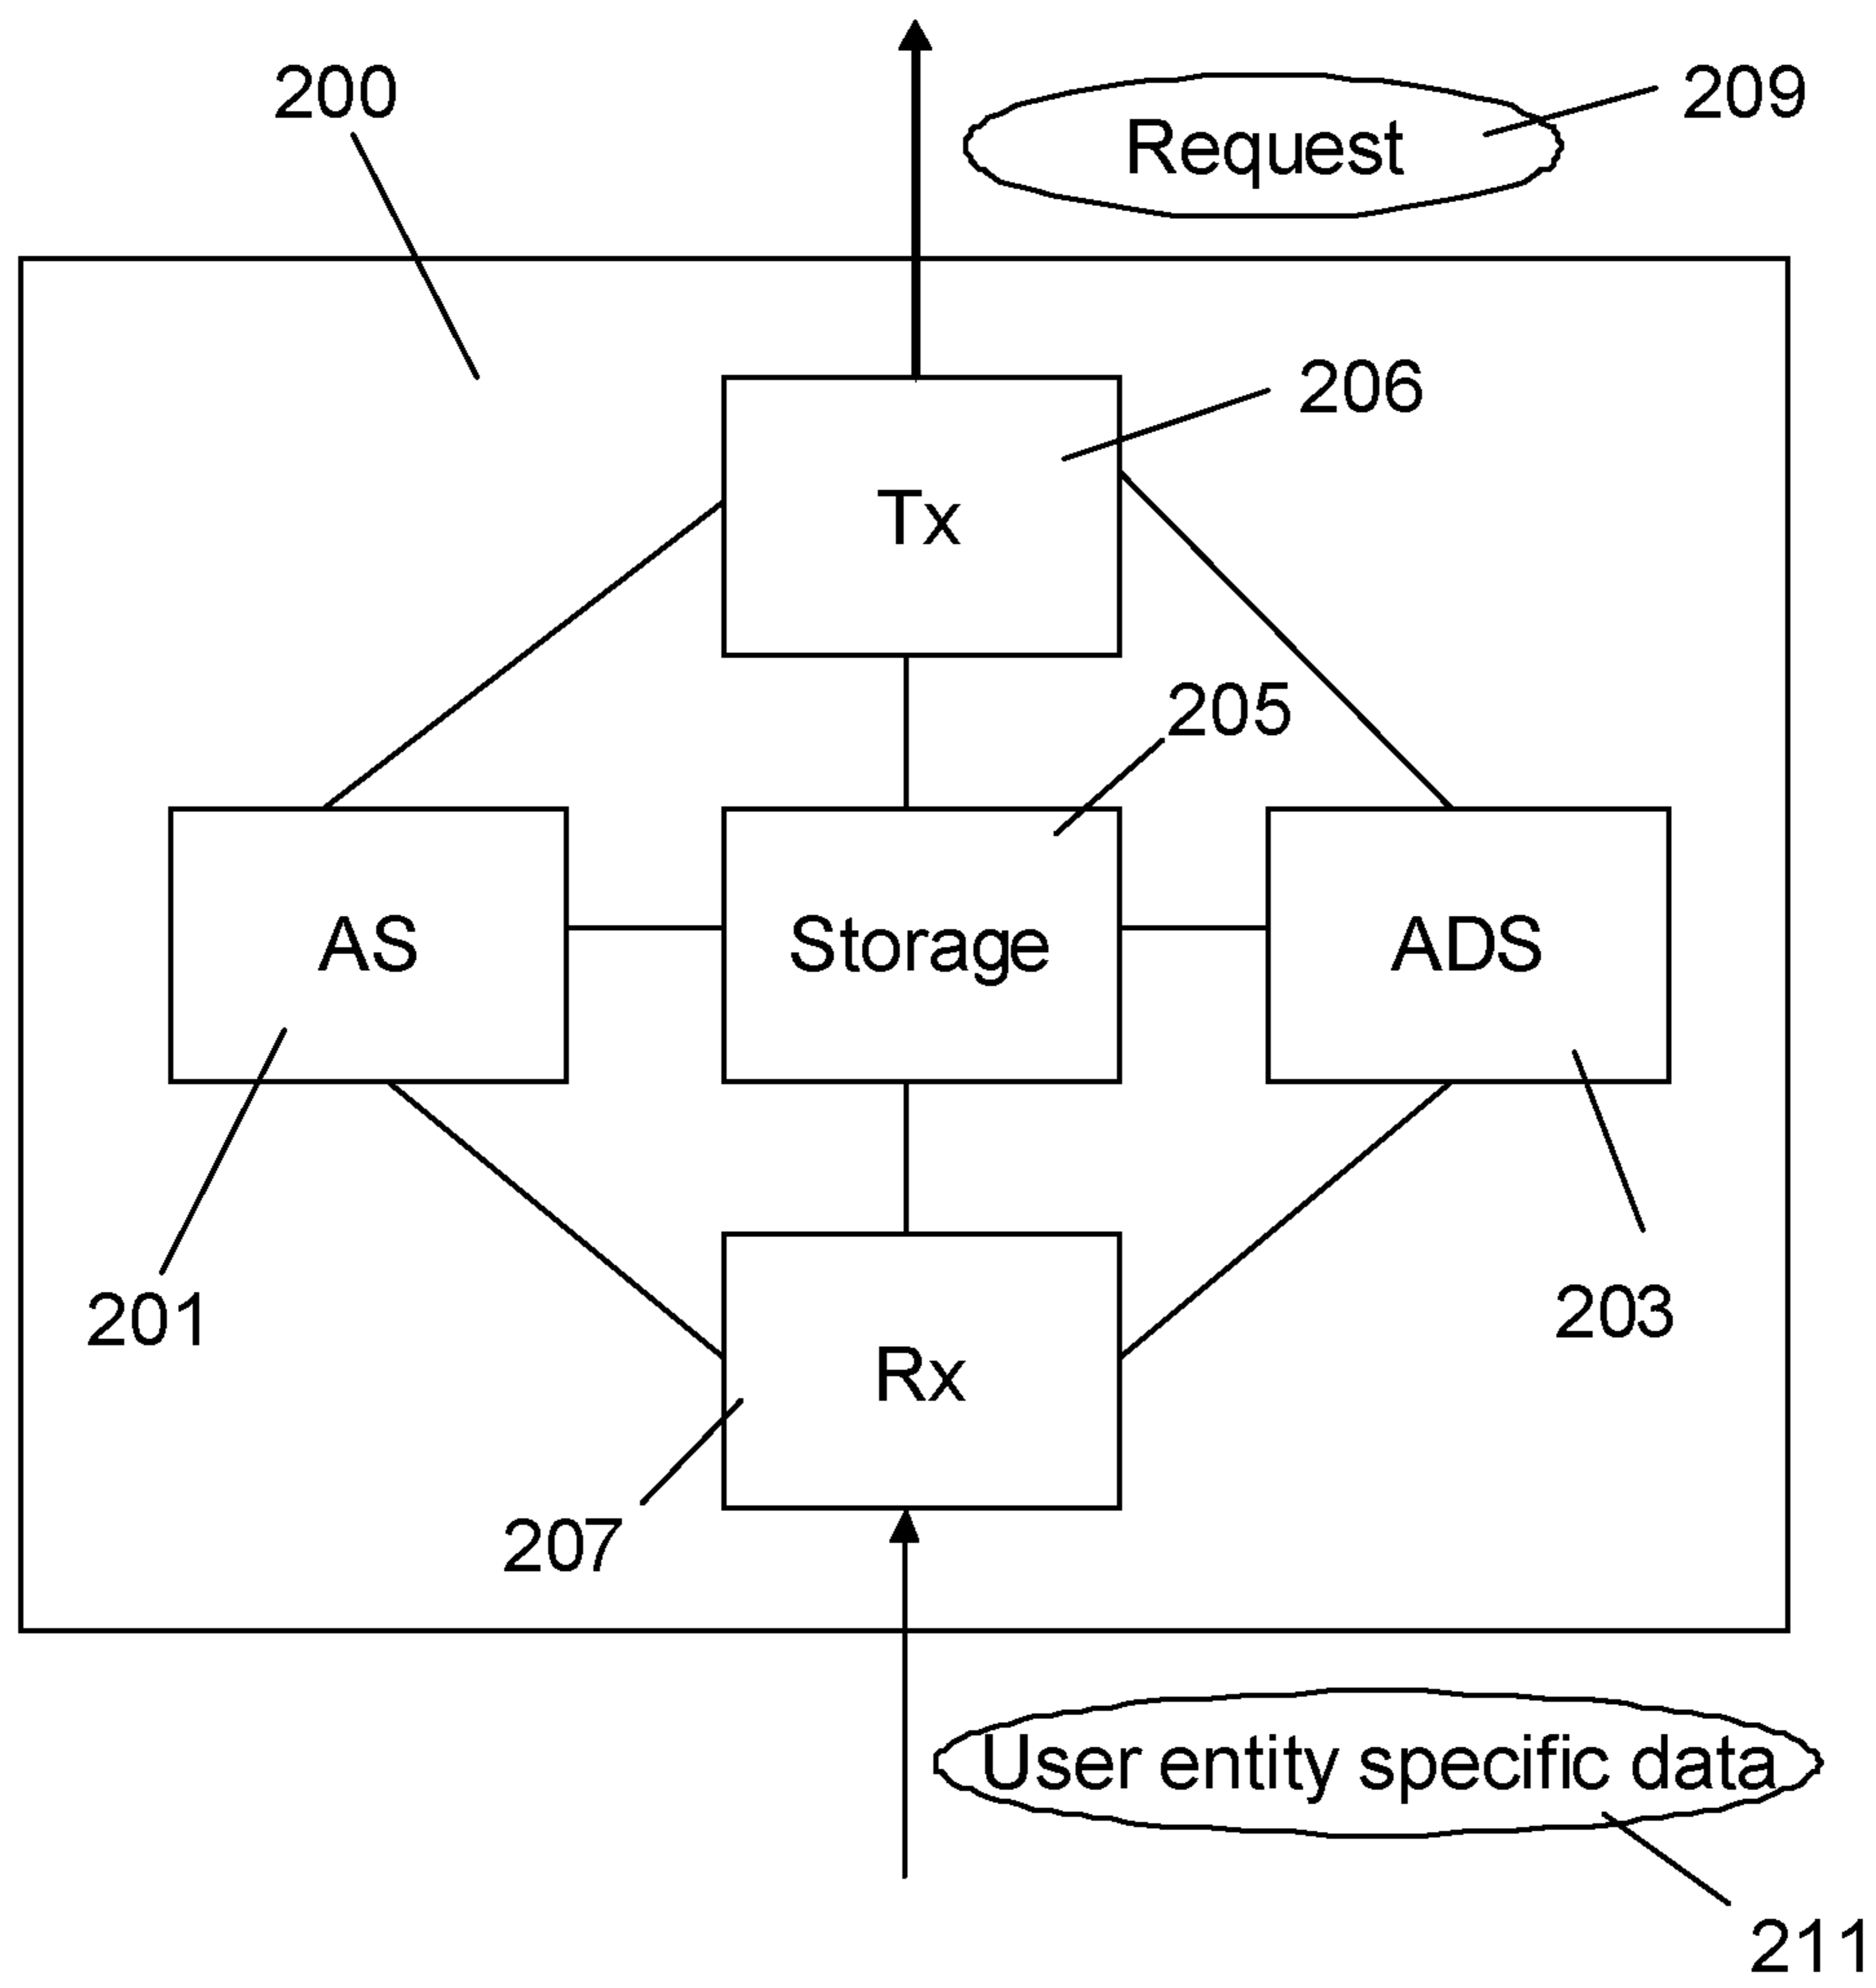 200
209
Request
206
Tx
205
AS
Storage
ADS
201
203
Rx
207
User entity specific data
211